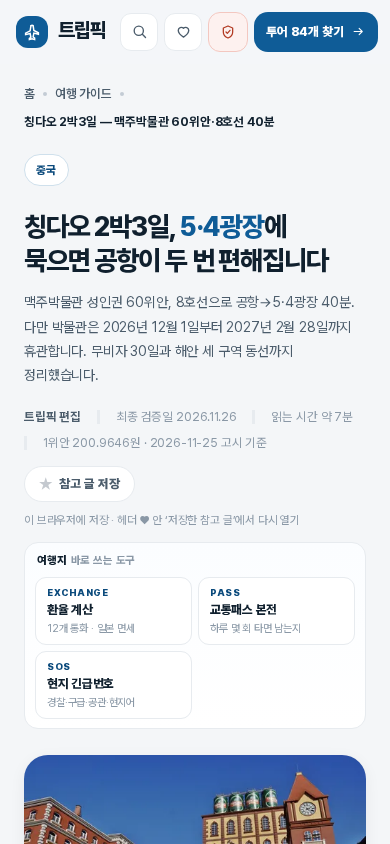 트립픽
투어 84개 찾기 →
홈 • 여행 가이드 •
칭다오 2박3일 — 맥주박물관 60위안·8호선 40분
중국
칭다오 2박3일, 5·4광장에
묵으면 공항이 두 번 편해집니다
맥주박물관 성인권 60위안, 8호선으로 공항→5·4광장 40분.
다만 박물관은 2026년 12월 1일부터 2027년 2월 28일까지
휴관합니다. 무비자 30일과 해안 세 구역 동선까지
정리했습니다.
트립픽 편집 | 최종 검증일 2026.11.26 | 읽는 시간 약 7분
| 1위안 200.9646원 · 2026-11-25 고시 기준
★ 참고 글 저장
이 브라우저에 저장 · 헤더 ♥ 안 '저장한 참고 글'에서 다시 열기
여행지 바로 쓰는 도구
EXCHANGE
환율 계산
12개 통화 · 일본 면세
PASS
교통패스 본전
하루 몇 회 타면 남는지
SOS
현지 긴급번호
경찰·구급·공관·현지어